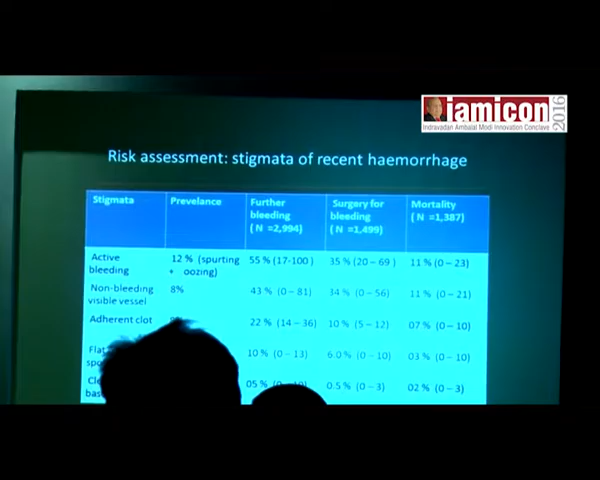 iamicon 2016
Indravadan Ambalal Modi Innovation Conclave
Risk assessment: stigmata of recent haemorrhage
Stigmata Prevelance Further bleeding ( N =2,994) Surgery for bleeding ( N =1,499) Mortality ( N =1,387)
Active bleeding 12 % (spurting + oozing) 55 % (17-100 ) 35 % (20 – 69 ) 11 % (0 – 23)
Non-bleeding visible vessel 8% 43 % (0 – 81) 34 % (0 – 56) 11 % (0 – 21)
Adherent clot 22 % (14 – 36) 10 % (5 – 12) 07 % (0 – 10)
10 % (0 – 13) 6.0 % (0 – 10) 03 % (0 – 10)
05 % 0.5 % (0 – 3) 02 % (0 – 3)